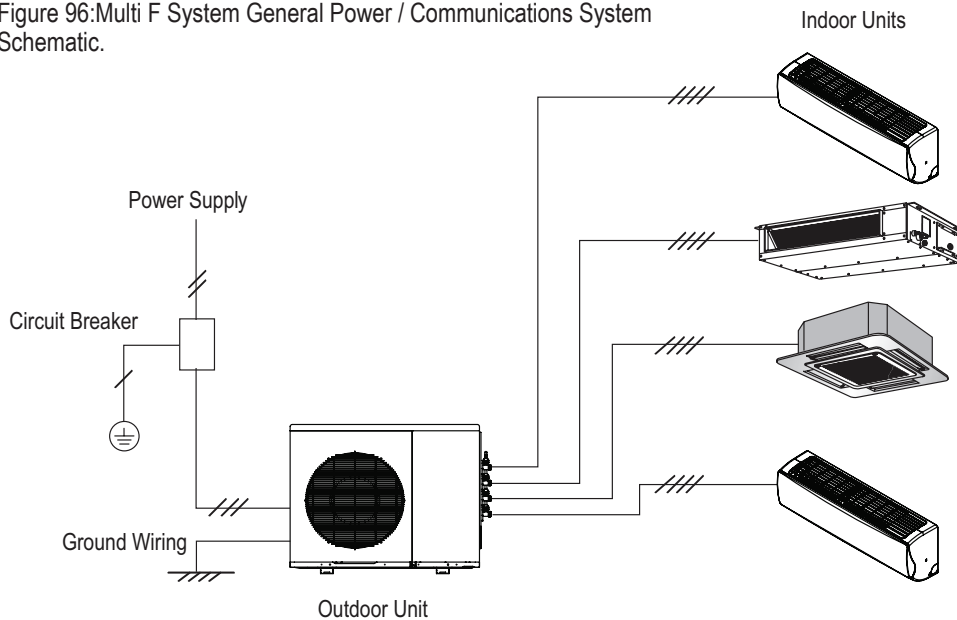 Figure 96:Multi F System General Power / Communications System
Schematic.
Indoor Units
Power Supply
Circuit Breaker
Ground Wiring
Outdoor Unit